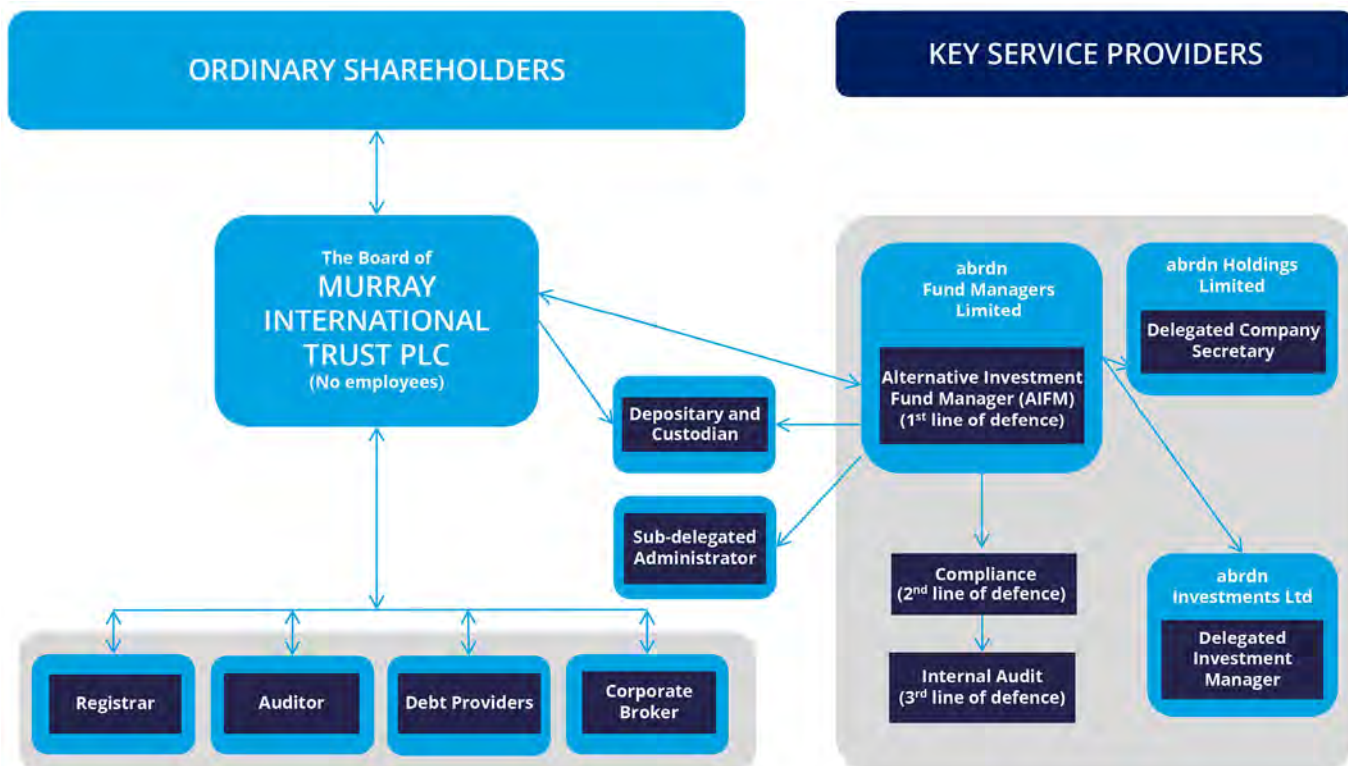 ORDINARY SHAREHOLDERS
KEY SERVICE PROVIDERS
The Board of
MURRAY
INTERNATIONAL
TRUST PLC
(No employees)
abrdn
Fund Managers
Limited
Alternative Investment
Fund Manager (AIFM)
(1st line of defence)
abrdn Holdings
Limited
Delegated Company
Secretary
Depositary and
Custodian
Sub-delegated
Administrator
Compliance
(2nd line of defence)
Internal Audit
(3rd line of defence)
abrdn
Investments Ltd
Delegated
Investment
Manager
Registrar
Auditor
Debt Providers
Corporate
Broker